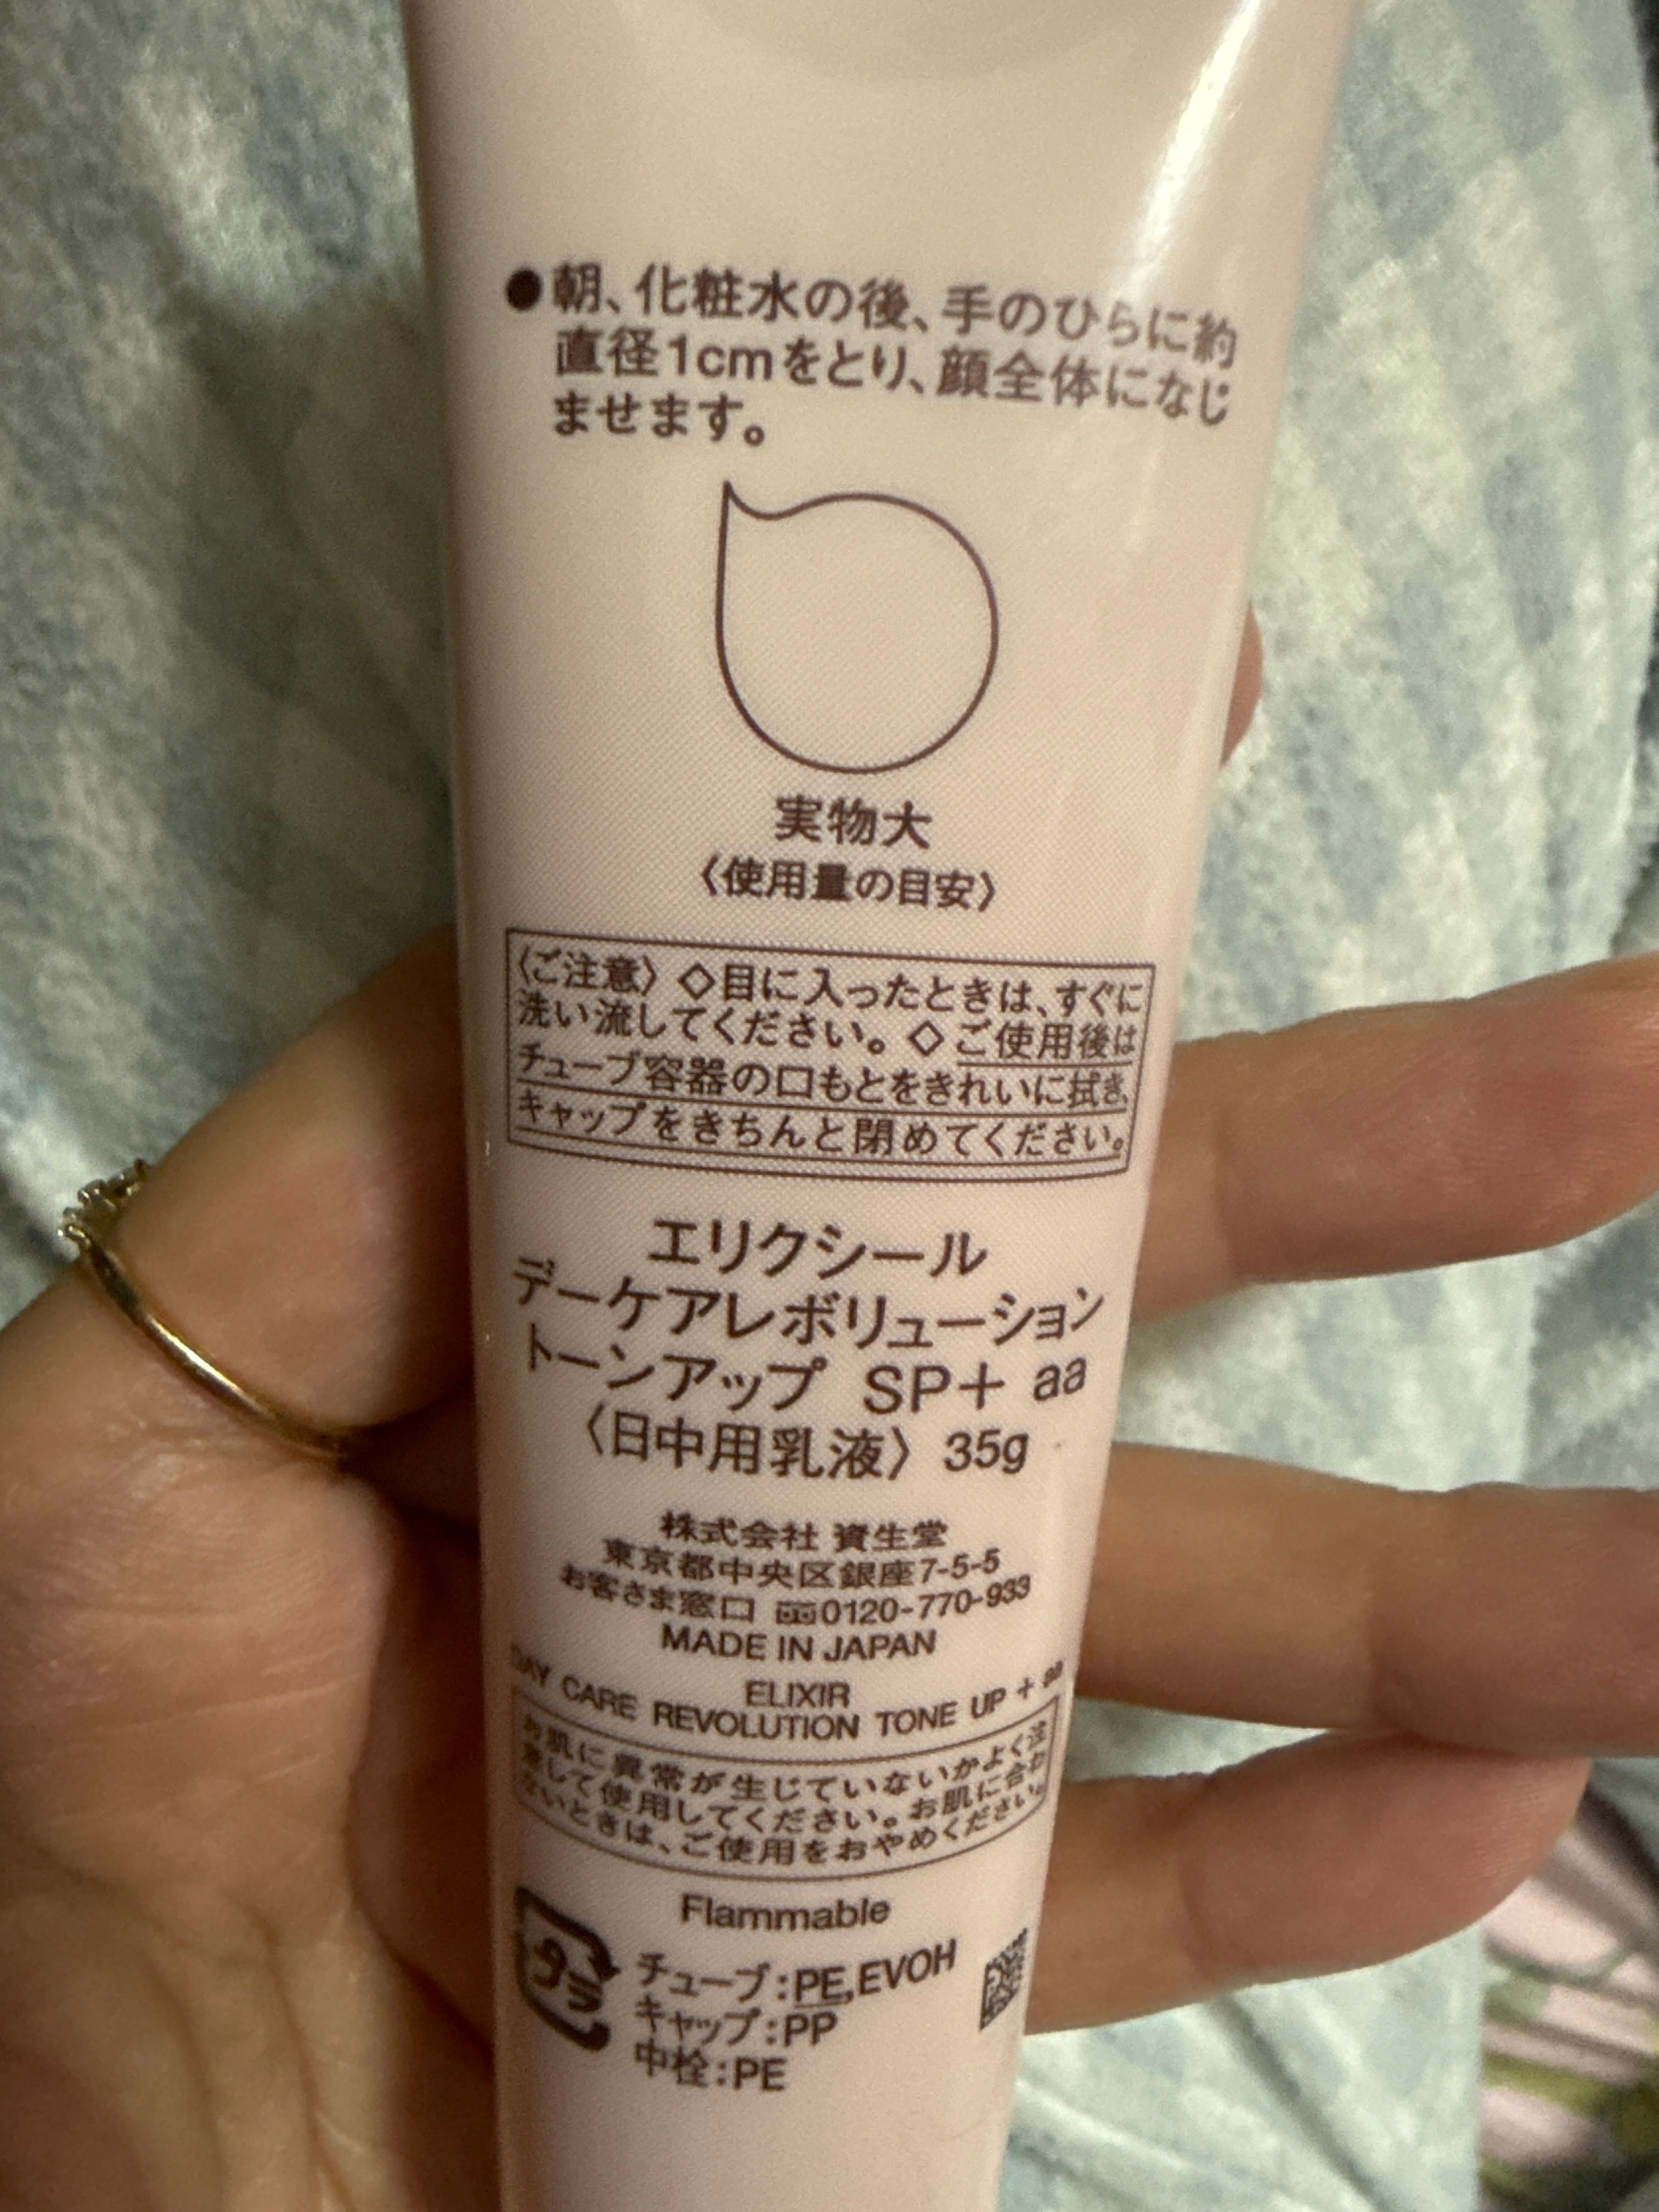 ●朝、化粧水の後、手のひらに約
直径1cmをとり、顔全体になじ
ませます。
実物大
〈使用量の目安〉
〈ご注意〉◇目に入ったときは、すぐに
洗い流してください。◇ご使用後は
チューブ容器の口もとをきれいに拭き、
キャップをきちんと閉めてください。
エリクシール
デーケアレボリューション
トーンアップ SP+ aa
〈日中用乳液〉35g
株式会社 資生堂
東京都中央区銀座7-5-5
お客さま窓口 0120-770-933
MADE IN JAPAN
ELIXIR
DAY CARE REVOLUTION TONE UP + aa
お肌に異常が生じていないかよく注
意して使用してください。お肌に合わ
ないときは、ご使用をおやめください。
Flammable
プラ
チューブ:PE,EVOH
キャップ:PP
中栓:PE